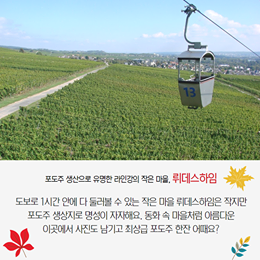 13
포도주 생산으로 유명한 라인강의 작은 마을, 뤼데스하임
도보로 1시간 안에 다 둘러볼 수 있는 작은 마을 뤼데스하임은 작지만
포도주 생상지로 명성이 자자해요. 동화 속 마을처럼 아름다운
이곳에서 사진도 남기고 최상급 포도주 한잔 어때요?